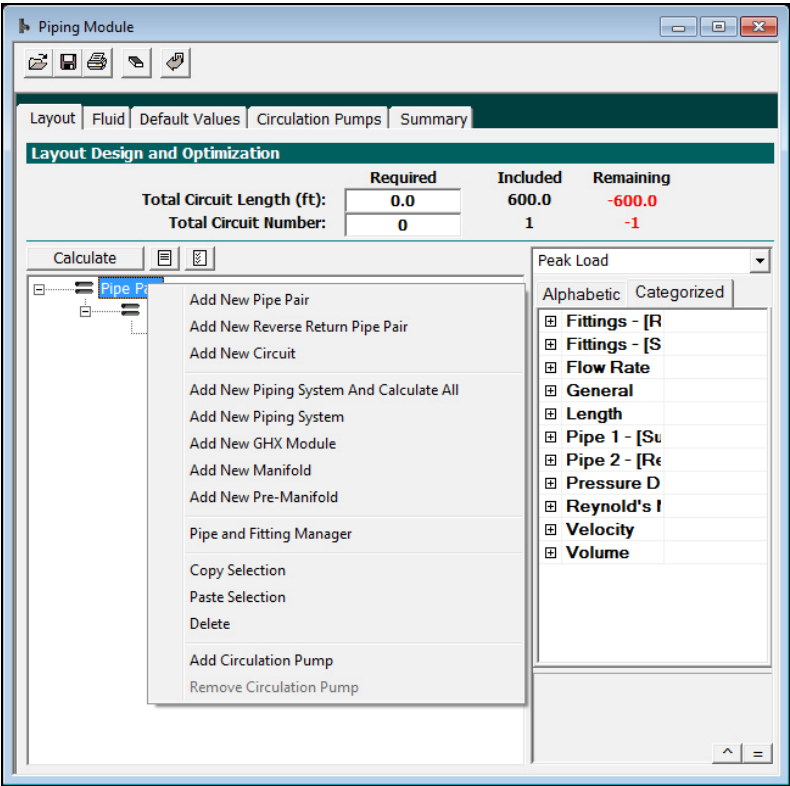 Piping Module
Layout Fluid Default Values Circulation Pumps Summary
Layout Design and Optimization
Required Included Remaining
Total Circuit Length (ft): 0.0 600.0 -600.0
Total Circuit Number: 0 1 -1
Calculate
Peak Load
Pipe Pa
Alphabetic Categorized
Add New Pipe Pair
Add New Reverse Return Pipe Pair
Add New Circuit
Add New Piping System And Calculate All
Add New Piping System
Add New GHX Module
Add New Manifold
Add New Pre-Manifold
Pipe and Fitting Manager
Copy Selection
Paste Selection
Delete
Add Circulation Pump
Remove Circulation Pump
Fittings - [R
Fittings - [S
Flow Rate
General
Length
Pipe 1 - [Su
Pipe 2 - [Re
Pressure D
Reynold's
Velocity
Volume
^ =